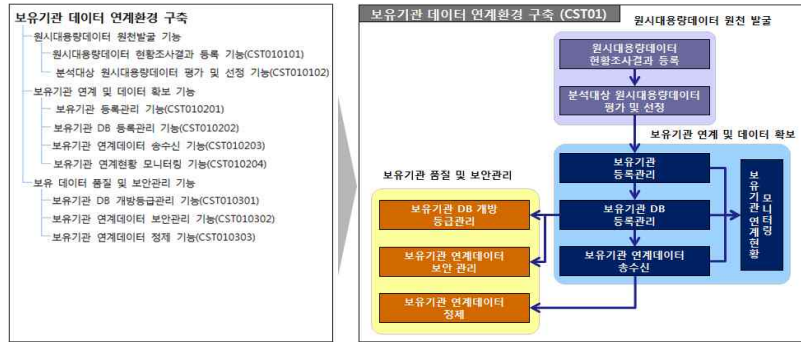 보유기관 데이터 연계환경 구축
원시대용량데이터 원천발굴 기능
원시대용량데이터 현황조사결과 등록 기능(CST010101)
분석대상 원시대용량데이터 평가 및 선정 기능(CST010102)
보유기관 연계 및 데이터 확보 기능
보유기관 등록관리 기능(CST010201)
보유기관 DB 등록관리 기능(CST010202)
보유기관 연계데이터 송수신 기능(CST010203)
보유기관 연계현황 모니터링 기능(CST010204)
보유 데이터 품질 및 보안관리 기능
보유기관 DB 개방등급관리 기능(CST010301)
보유기관 연계데이터 보안관리 기능(CST010302)
보유기관 연계데이터 정제 기능(CST010303)
보유기관 데이터 연계환경 구축 (CST01)
원시대용량데이터 원천 발굴
원시대용량데이터
현황조사결과 등록
분석대상 원시대용량데이터
평가 및 선정
보유기관 연계 및 데이터 확보
보유기관
등록관리
보유기관 DB
등록관리
보유기관 연계데이터
송수신
보유기관 연계현황
모니터링
보유기관 품질 및 보안관리
보유기관 DB 개방
등급관리
보유기관 연계데이터
보안 관리
보유기관 연계데이터
정제